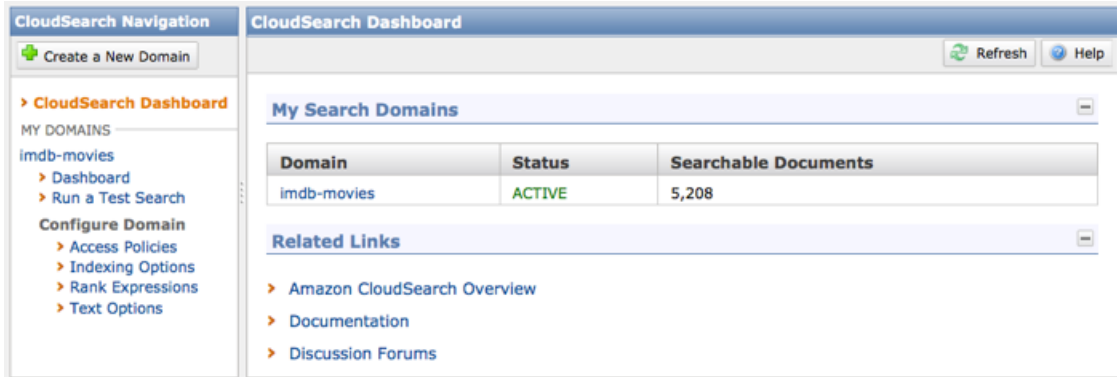 CloudSearch Navigation
Create a New Domain
CloudSearch Dashboard
MY DOMAINS
imdb-movies
Dashboard
Run a Test Search
Configure Domain
Access Policies
Indexing Options
Rank Expressions
Text Options
CloudSearch Dashboard
Refresh Help
My Search Domains
Domain Status Searchable Documents
imdb-movies ACTIVE 5,208
Related Links
Amazon CloudSearch Overview
Documentation
Discussion Forums